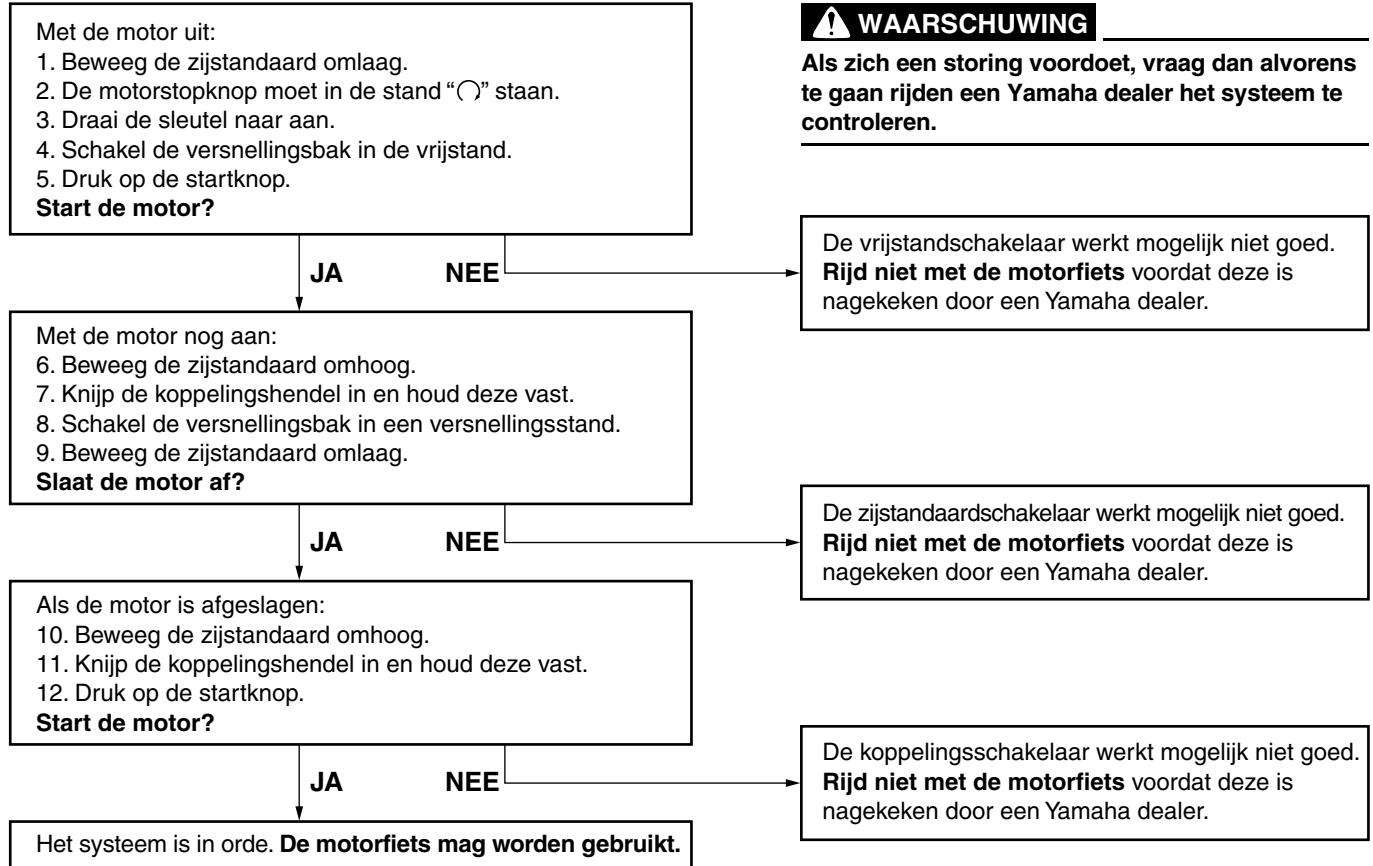 Met de motor uit:
1. Beweeg de zijstandaard omlaag.
2. De motorstopknop moet in de stand “◠” staan.
3. Draai de sleutel naar aan.
4. Schakel de versnellingsbak in de vrijstand.
5. Druk op de startknop.
Start de motor?
WAARSCHUWING
Als zich een storing voordoet, vraag dan alvorens
te gaan rijden een Yamaha dealer het systeem te
controleren.
JA NEE
De vrijstandschakelaar werkt mogelijk niet goed.
Rijd niet met de motorfiets voordat deze is
nagekeken door een Yamaha dealer.
Met de motor nog aan:
6. Beweeg de zijstandaard omhoog.
7. Knijp de koppelingshendel in en houd deze vast.
8. Schakel de versnellingsbak in een versnellingsstand.
9. Beweeg de zijstandaard omlaag.
Slaat de motor af?
JA NEE
De zijstandaardschakelaar werkt mogelijk niet goed.
Rijd niet met de motorfiets voordat deze is
nagekeken door een Yamaha dealer.
Als de motor is afgeslagen:
10. Beweeg de zijstandaard omhoog.
11. Knijp de koppelingshendel in en houd deze vast.
12. Druk op de startknop.
Start de motor?
JA NEE
De koppelingsschakelaar werkt mogelijk niet goed.
Rijd niet met de motorfiets voordat deze is
nagekeken door een Yamaha dealer.
Het systeem is in orde. De motorfiets mag worden gebruikt.